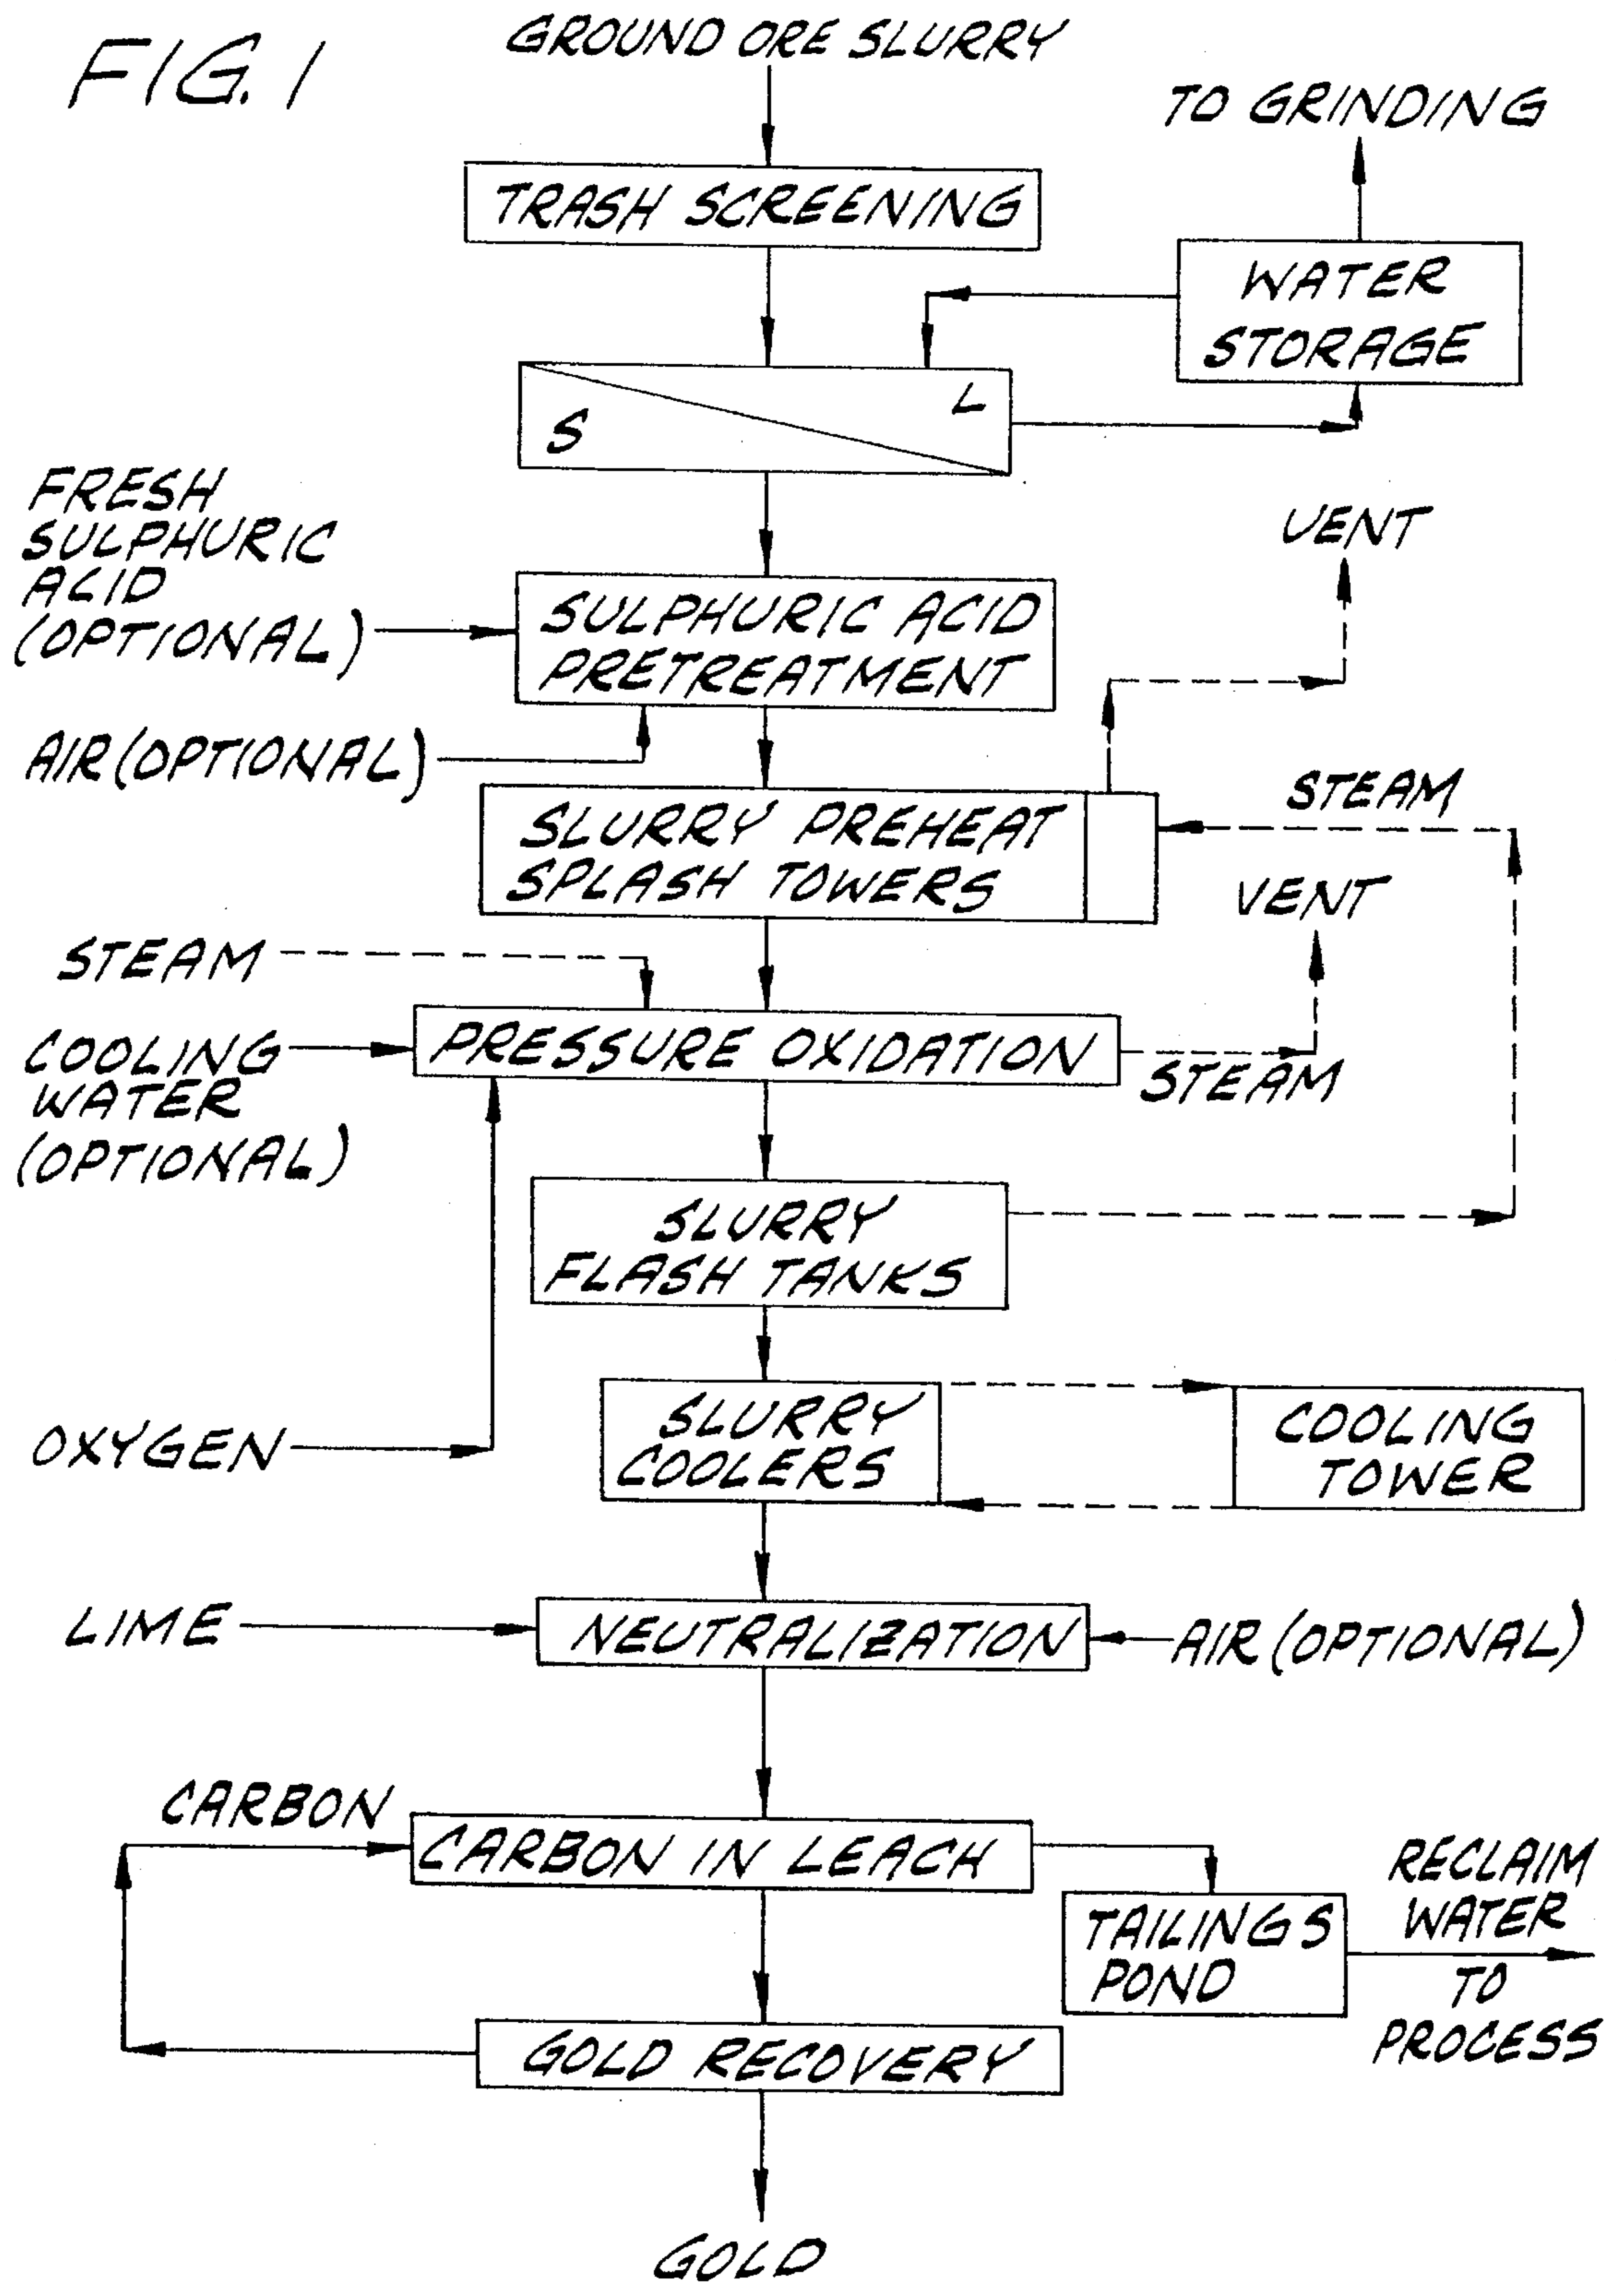 FIG. 1
GROUND ORE SLURRY
TO GRINDING
TRASH SCREENING
WATER
STORAGE
L
S
FRESH
SULPHURIC
ACID
(OPTIONAL)
VENT
SULPHURIC ACID
PRETREATMENT
AIR (OPTIONAL)
STEAM
SLURRY PREHEAT
SPLASH TOWERS
VENT
STEAM
COOLING
WATER
(OPTIONAL)
PRESSURE OXIDATION
STEAM
SLURRY
FLASH TANKS
OXYGEN
SLURRY
COOLERS
COOLING
TOWER
LIME
NEUTRALIZATION
AIR (OPTIONAL)
CARBON
CARBON IN LEACH
RECLAIM
WATER
TO
PROCESS
TAILINGS
POND
GOLD RECOVERY
GOLD